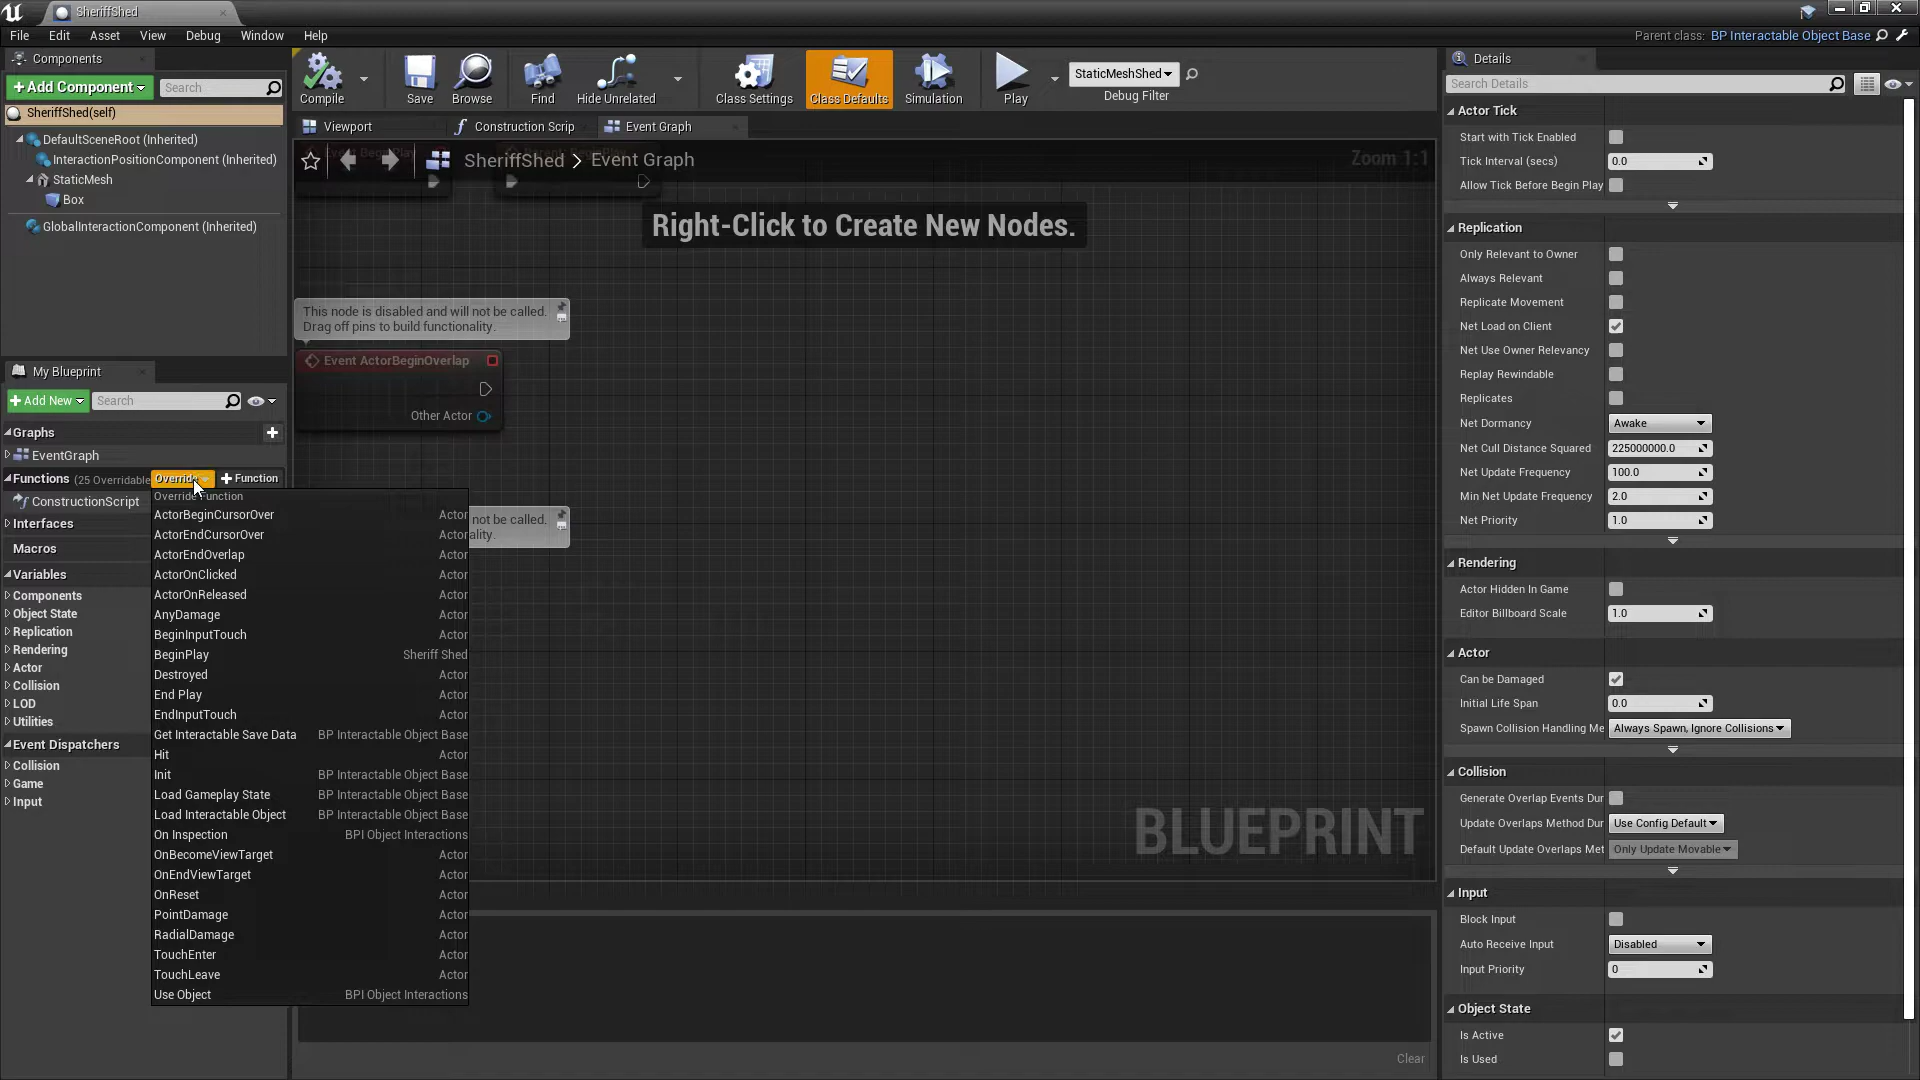 SheriffShed
File Edit Asset View Debug Window Help
Parent class: BP Interactable Object Base
Components
+Add Component
Search
SheriffShed(self)
DefaultSceneRoot (Inherited)
InteractionPositionComponent (Inherited)
StaticMesh
Box
GlobalInteractionComponent (Inherited)
Compile
Save
Browse
Find
Hide Unrelated
Class Settings
Class Defaults
Simulation
Play
StaticMeshShed
Debug Filter
Viewport
Construction Scrip
Event Graph
SheriffShed > Event Graph
Zoom 1:1
Right-Click to Create New Nodes.
This node is disabled and will not be called.
Drag off pins to build functionality.
Event ActorBeginOverlap
Other Actor
not be called.
ality.
BLUEPRINT
Clear
My Blueprint
+Add New
Search
Graphs
EventGraph
Functions (25 Overridable
Override
+Function
ConstructionScript
Interfaces
Macros
Variables
Components
Object State
Replication
Rendering
Actor
Collision
LOD
Utilities
Event Dispatchers
Collision
Game
Input
Override Function
ActorBeginCursorOver Actor
ActorEndCursorOver Actor
ActorEndOverlap Actor
ActorOnClicked Actor
ActorOnReleased Actor
AnyDamage Actor
BeginInputTouch Actor
BeginPlay Sheriff Shed
Destroyed Actor
End Play Actor
EndInputTouch Actor
Get Interactable Save Data BP Interactable Object Base
Hit Actor
Init BP Interactable Object Base
Load Gameplay State BP Interactable Object Base
Load Interactable Object BP Interactable Object Base
On Inspection BPI Object Interactions
OnBecomeViewTarget Actor
OnEndViewTarget Actor
OnReset Actor
PointDamage Actor
RadialDamage Actor
TouchEnter Actor
TouchLeave Actor
Use Object BPI Object Interactions
Details
Search Details
Actor Tick
Start with Tick Enabled
Tick Interval (secs) 0.0
Allow Tick Before Begin Play
Replication
Only Relevant to Owner
Always Relevant
Replicate Movement
Net Load on Client
Net Use Owner Relevancy
Replay Rewindable
Replicates
Net Dormancy Awake
Net Cull Distance Squared 225000000.0
Net Update Frequency 100.0
Min Net Update Frequency 2.0
Net Priority 1.0
Rendering
Actor Hidden In Game
Editor Billboard Scale 1.0
Actor
Can be Damaged
Initial Life Span 0.0
Spawn Collision Handling Me Always Spawn, Ignore Collisions
Collision
Generate Overlap Events Dur
Update Overlaps Method Dur Use Config Default
Default Update Overlaps Met Only Update Movable
Input
Block Input
Auto Receive Input Disabled
Input Priority 0
Object State
Is Active
Is Used